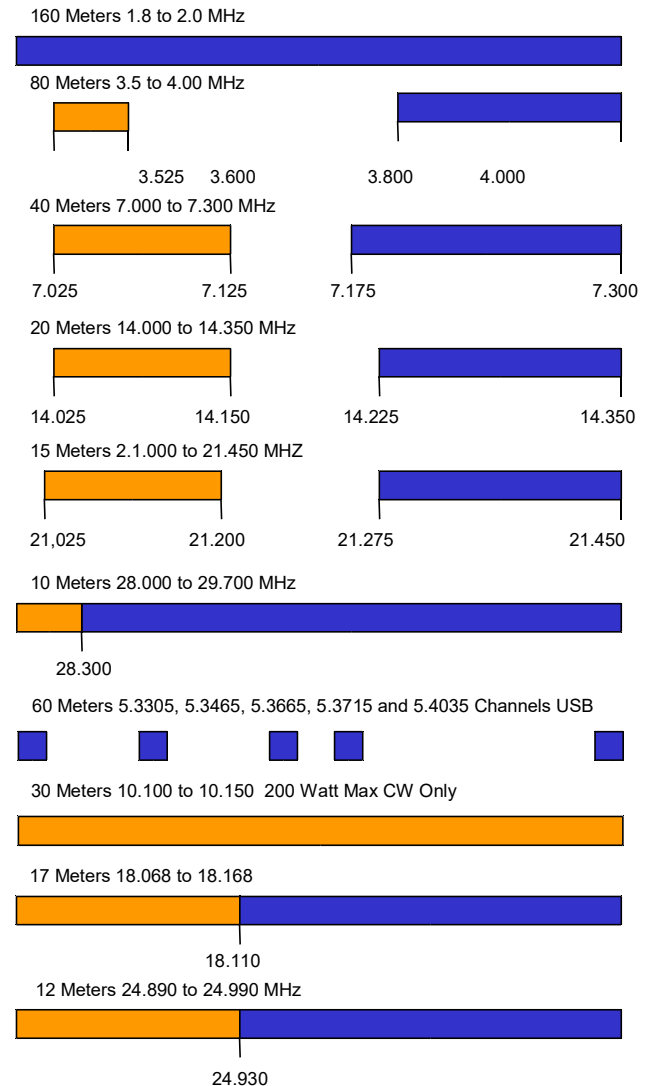 160 Meters 1.8 to 2.0 MHz
80 Meters 3.5 to 4.00 MHz
3.525 3.600 3.800 4.000
40 Meters 7.000 to 7.300 MHz
7.025 7.125 7.175 7.300
20 Meters 14.000 to 14.350 MHz
14.025 14.150 14.225 14.350
15 Meters 2.1.000 to 21.450 MHZ
21,025 21.200 21.275 21.450
10 Meters 28.000 to 29.700 MHz
28.300
60 Meters 5.3305, 5.3465, 5.3665, 5.3715 and 5.4035 Channels USB
30 Meters 10.100 to 10.150 200 Watt Max CW Only
17 Meters 18.068 to 18.168
18.110
12 Meters 24.890 to 24.990 MHz
24.930